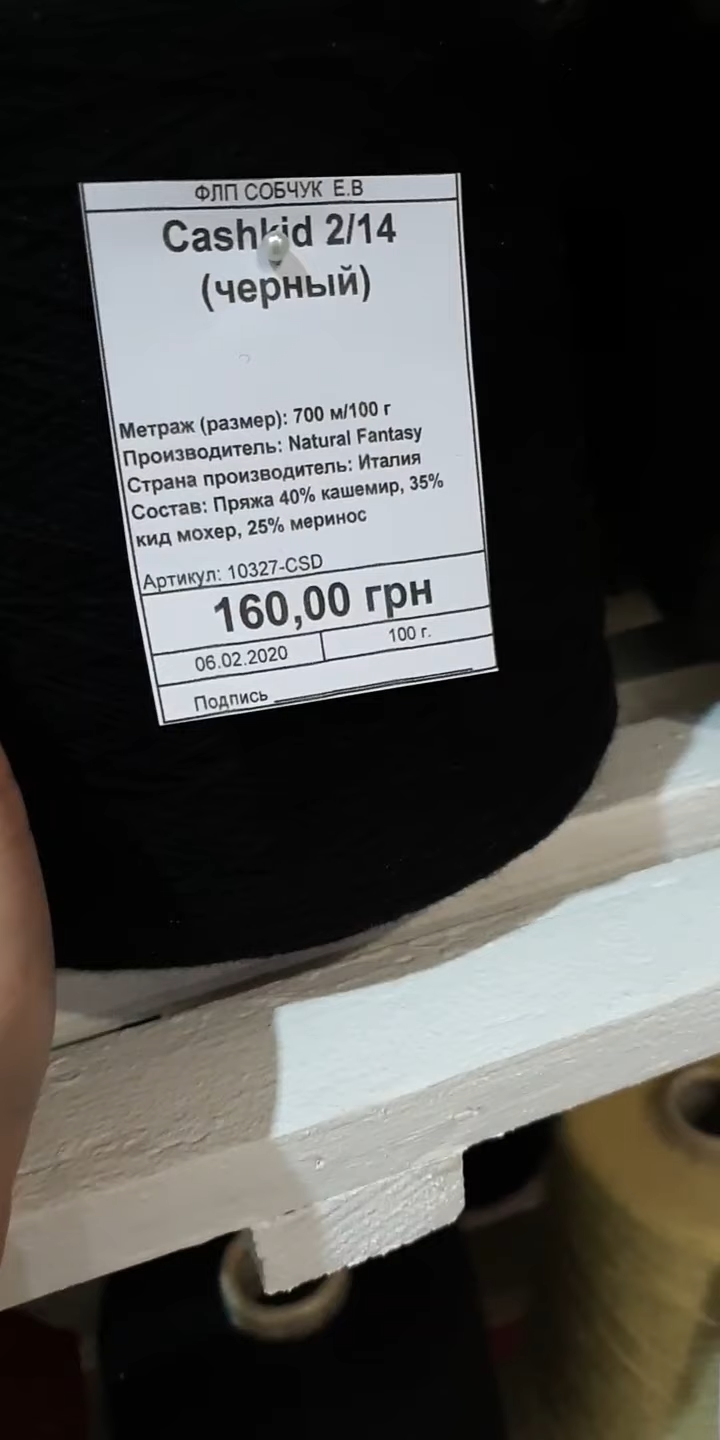 ФЛП СОБЧУК Е.В
Cashkid 2/14
(черный)
Метраж (размер): 700 м/100 г
Производитель: Natural Fantasy
Страна производитель: Италия
Состав: Пряжа 40% кашемир, 35%
кид мохер, 25% меринос
Артикул: 10327-CSD
160,00 грн
06.02.2020 100 г.
Подпись